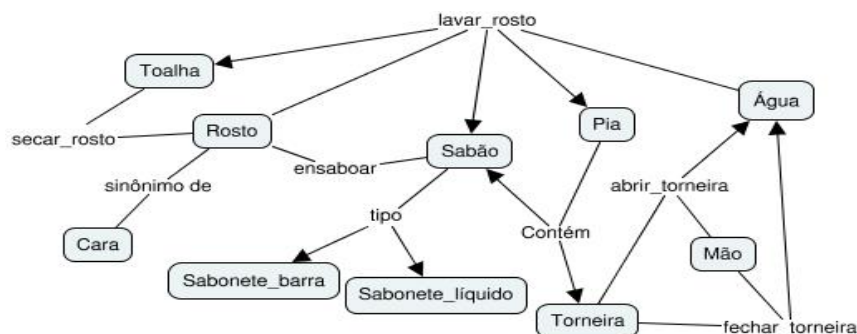 lavar_rosto
Toalha
Água
secar_rosto
Rosto
Pia
ensaboar
Sabão
sinônimo de
abrir_torneira
tipo
Contém
Cara
Mão
Sabonete_barra
Sabonete_líquido
Torneira
fechar_torneira